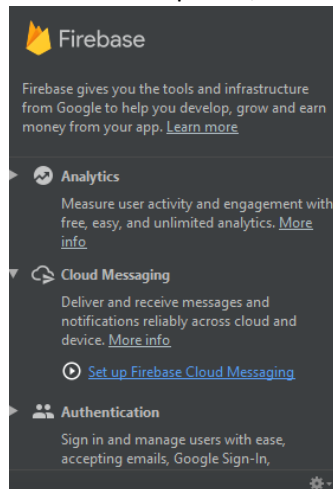 Firebase
Firebase gives you the tools and infrastructure
from Google to help you develop, grow and earn
money from your app. Learn more
Analytics
Measure user activity and engagement with
free, easy, and unlimited analytics. More
info
Cloud Messaging
Deliver and receive messages and
notifications reliably across cloud and
device. More info
Set up Firebase Cloud Messaging
Authentication
Sign in and manage users with ease,
accepting emails, Google Sign-In,